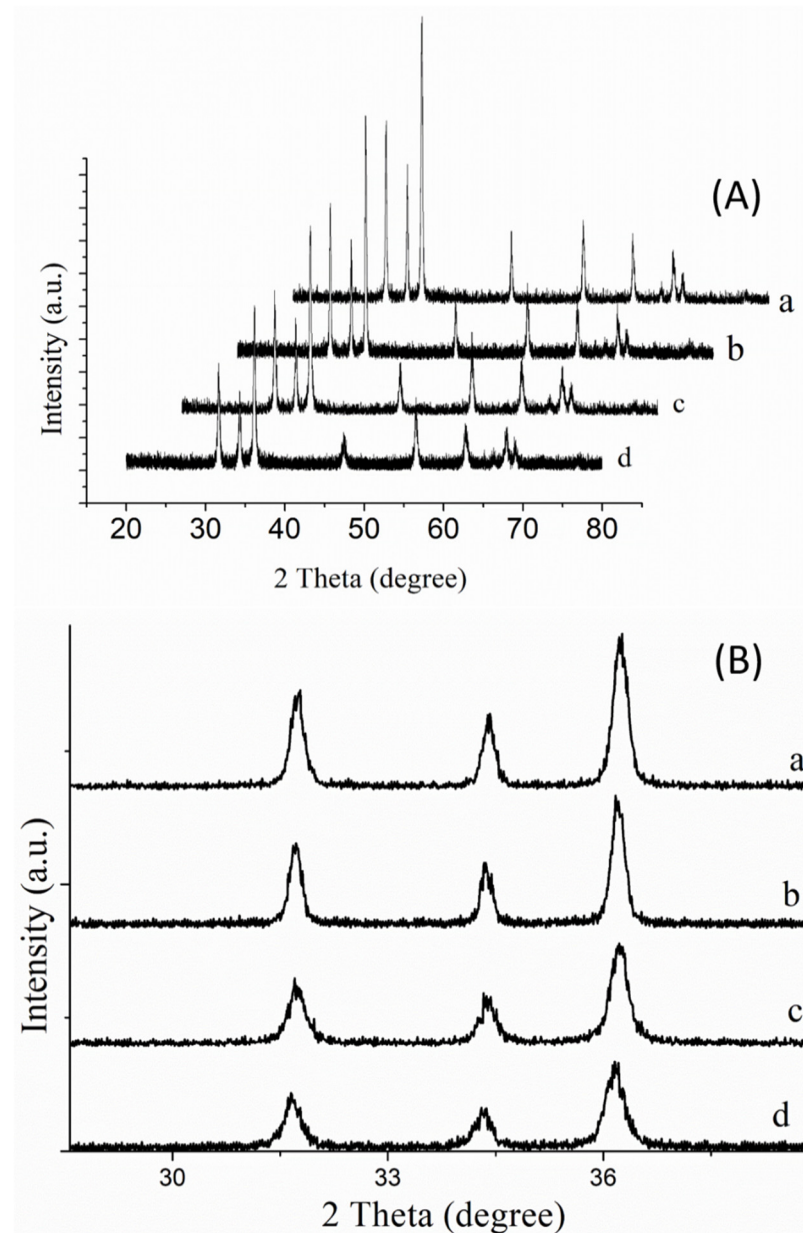 (A)
Intensity (a.u.)
a
b
c
d
20 30 40 50 60 70 80
2 Theta (degree)
(B)
Intensity (a.u.)
a
b
c
d
30 33 36
2 Theta (degree)